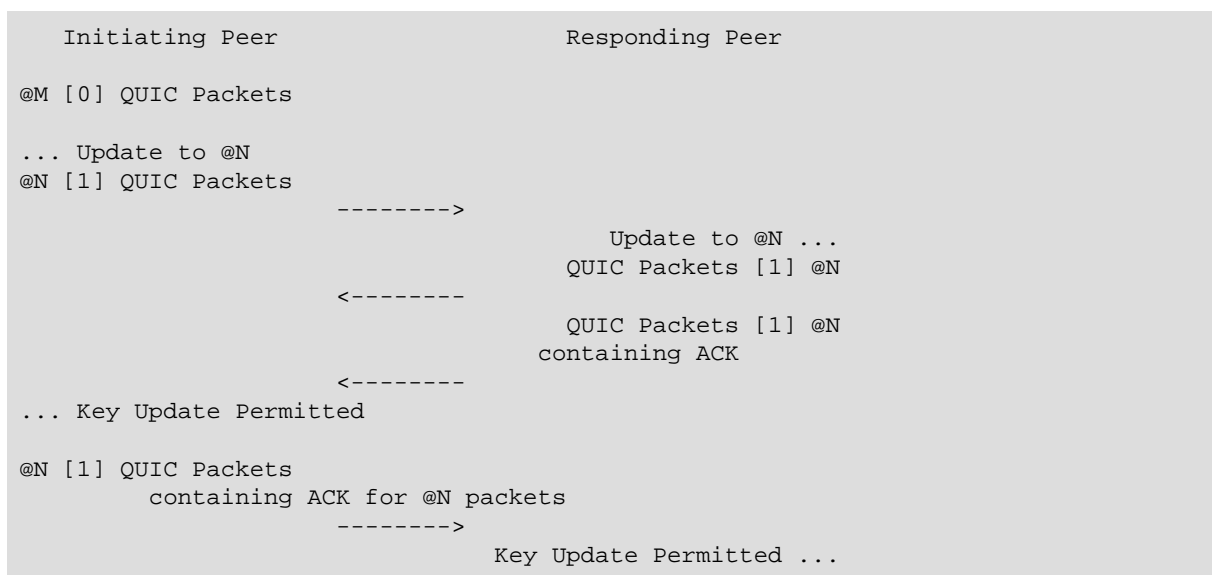 Initiating Peer                    Responding Peer
@M [0] QUIC Packets
... Update to @N
@N [1] QUIC Packets
-------->
Update to @N ...
QUIC Packets [1] @N
<--------
QUIC Packets [1] @N
containing ACK
<--------
... Key Update Permitted
@N [1] QUIC Packets
containing ACK for @N packets
-------->
Key Update Permitted ...